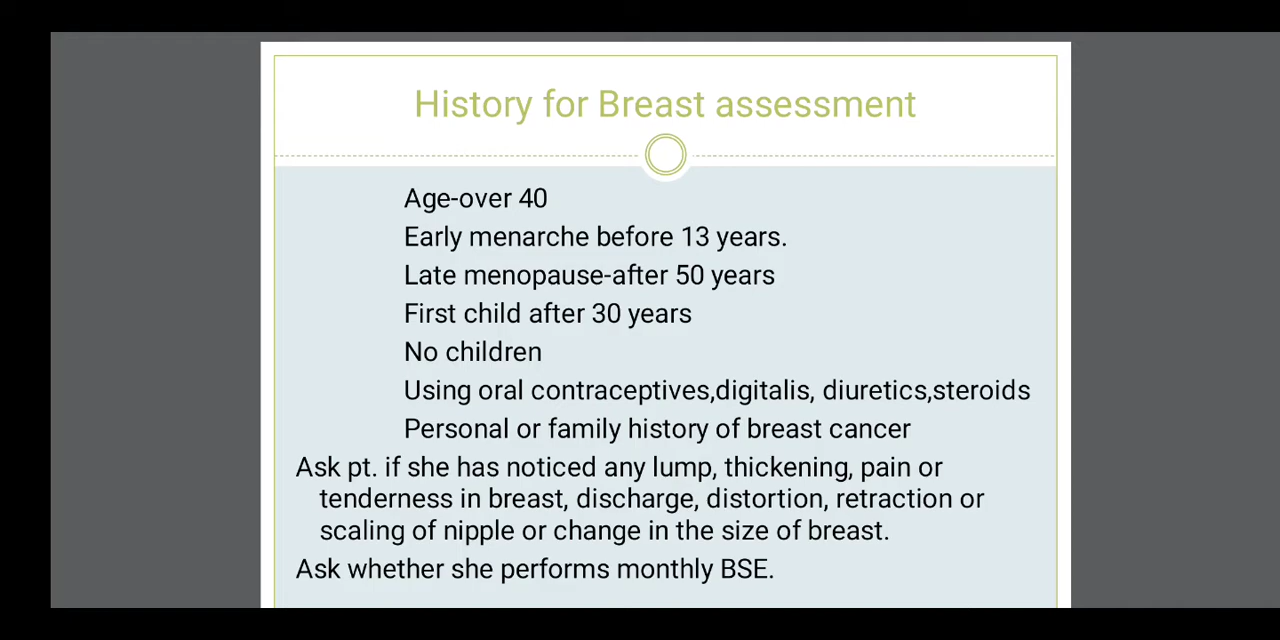 History for Breast assessment
Age-over 40
Early menarche before 13 years.
Late menopause-after 50 years
First child after 30 years
No children
Using oral contraceptives,digitalis, diuretics,steroids
Personal or family history of breast cancer
Ask pt. if she has noticed any lump, thickening, pain or
tenderness in breast, discharge, distortion, retraction or
scaling of nipple or change in the size of breast.
Ask whether she performs monthly BSE.